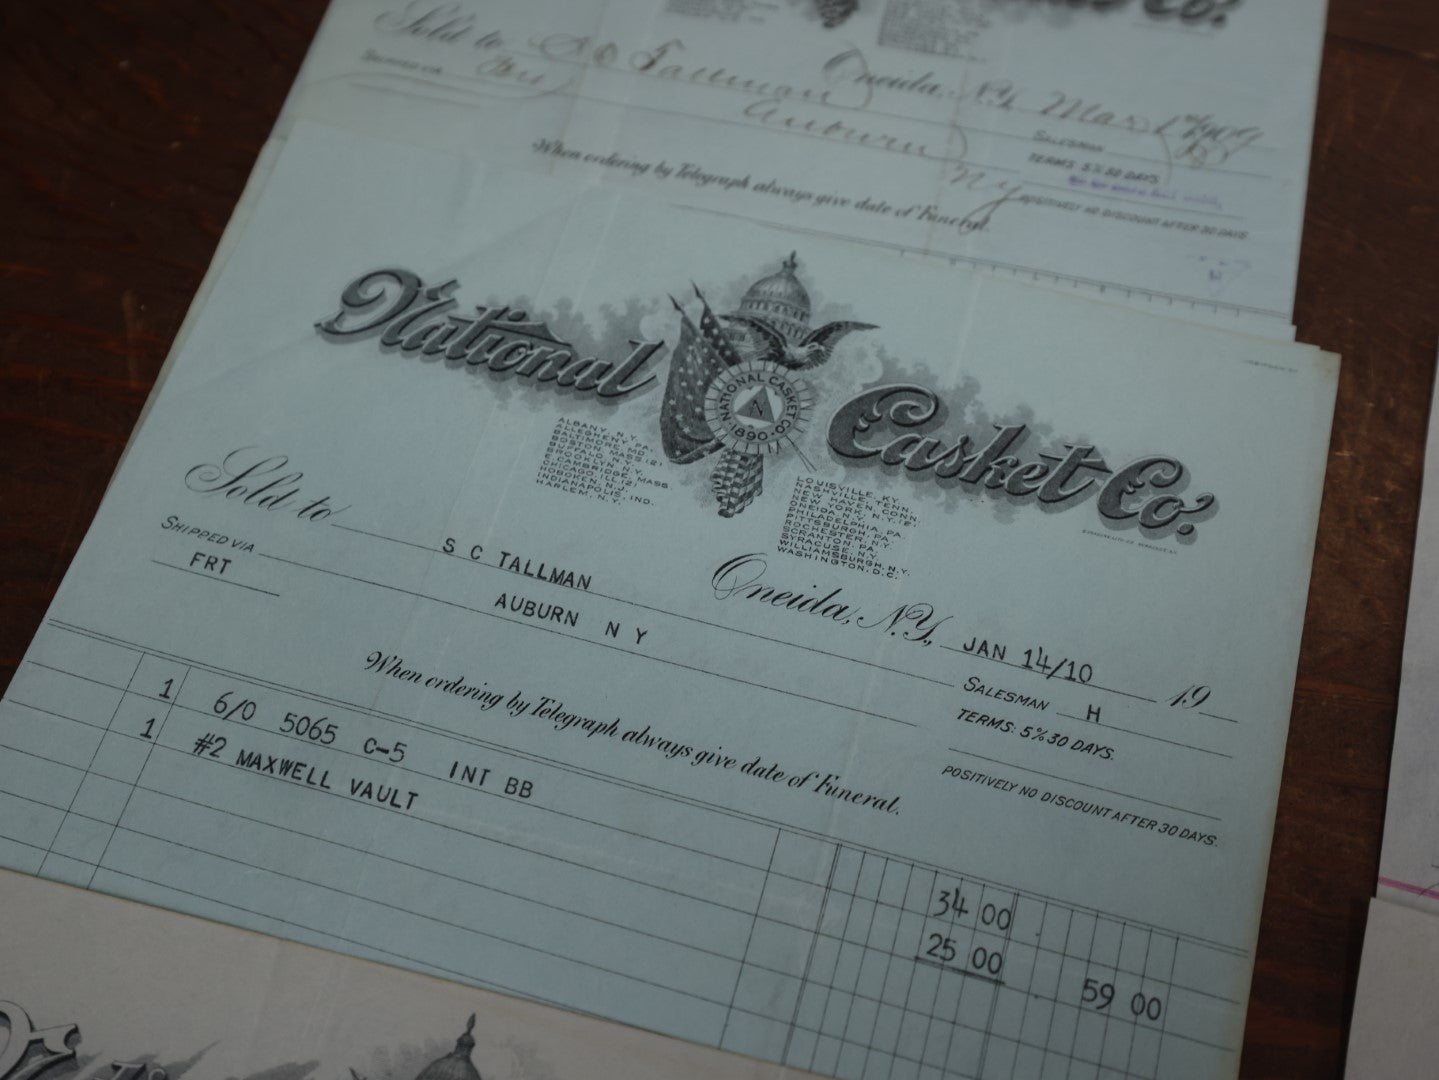 Co.
Sold to S C Tallman
Oneida, N.Y.
Shipped via
Auburn
N Y
SALESMAN
TERMS: 5% 30 DAYS
When ordering by Telegraph always give date of Funeral.
POSITIVELY NO DISCOUNT AFTER 30 DAYS
National Casket Co.
NATIONAL CASKET CO.
N
1890
ALBANY, N.Y.
ALLEGHENY, PA.
BALTIMORE, MD.
BOSTON, MASS. (2)
BUFFALO, N.Y.
BROOKLYN, N.Y.
E. CAMBRIDGE, MASS.
CHICAGO, ILL. (2)
HOBOKEN, N.J.
INDIANAPOLIS, IND.
HARLEM, N.Y.
LOUISVILLE, KY.
NASHVILLE, TENN.
NEW HAVEN, CONN.
NEW YORK, N.Y.
ONEIDA, N.Y.
PHILADELPHIA, PA.
PITTSBURGH, PA.
ROCHESTER, N.Y.
SCRANTON, PA.
SYRACUSE, N.Y.
WILLIAMSBURGH, N.Y.
WASHINGTON, D.C.
Sold to S C TALLMAN
Oneida, N.Y., JAN 14/10 19
SHIPPED VIA
FRT
AUBURN N Y
SALESMAN H
TERMS: 5% 30 DAYS.
When ordering by Telegraph always give date of Funeral.
POSITIVELY NO DISCOUNT AFTER 30 DAYS.
1 6/0 5065 C-5 INT BB 34 00
1 #2 MAXWELL VAULT 25 00 59 00